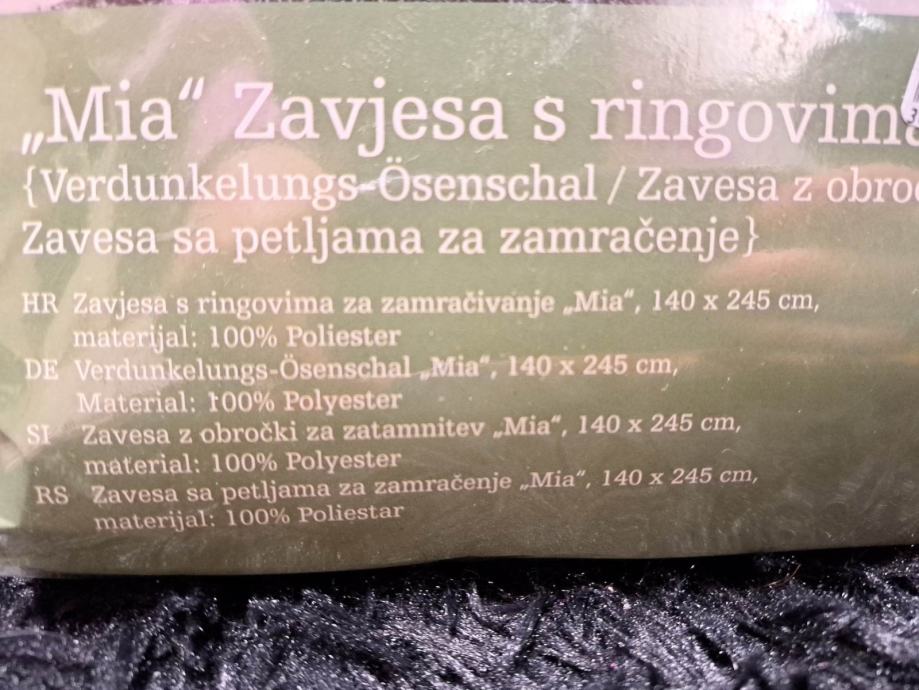 „Mia“ Zavjesa s ringovima
{Verdunkelungs-Ösenschal / Zavesa z obro
Zavesa sa petljama za zamračenje}
HR Zavjesa s ringovima za zamračivanje „Mia“, 140 x 245 cm,
materijal: 100% Poliester
DE Verdunkelungs-Ösenschal „Mia“, 140 x 245 cm,
Material: 100% Polyester
SI Zavesa z obročki za zatamnitev „Mia“, 140 x 245 cm,
material: 100% Polyester
RS Zavesa sa petljama za zamračenje „Mia“, 140 x 245 cm,
materijal: 100% Poliestar